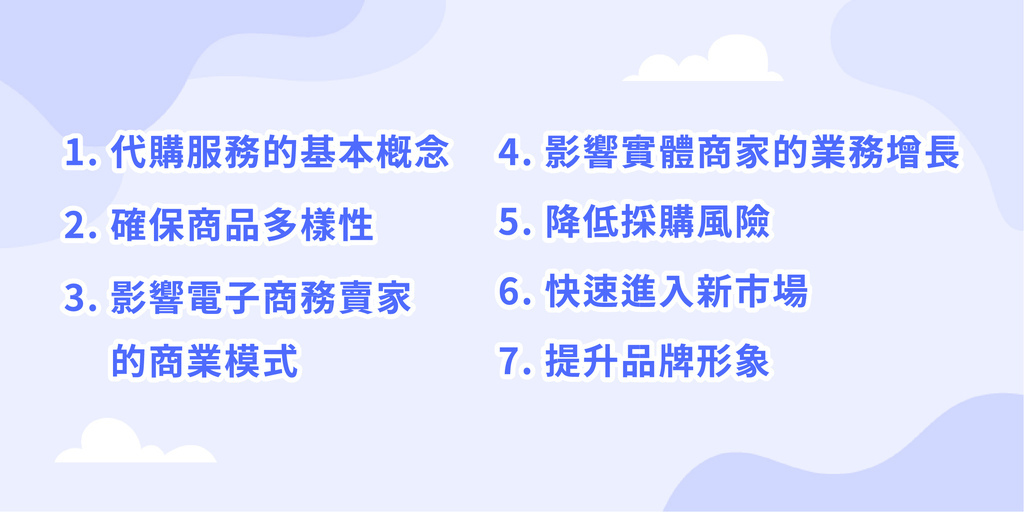 1. 代購服務的基本概念
2. 確保商品多樣性
3. 影響電子商務賣家
的商業模式
4. 影響實體商家的業務增長
5. 降低採購風險
6. 快速進入新市場
7. 提升品牌形象